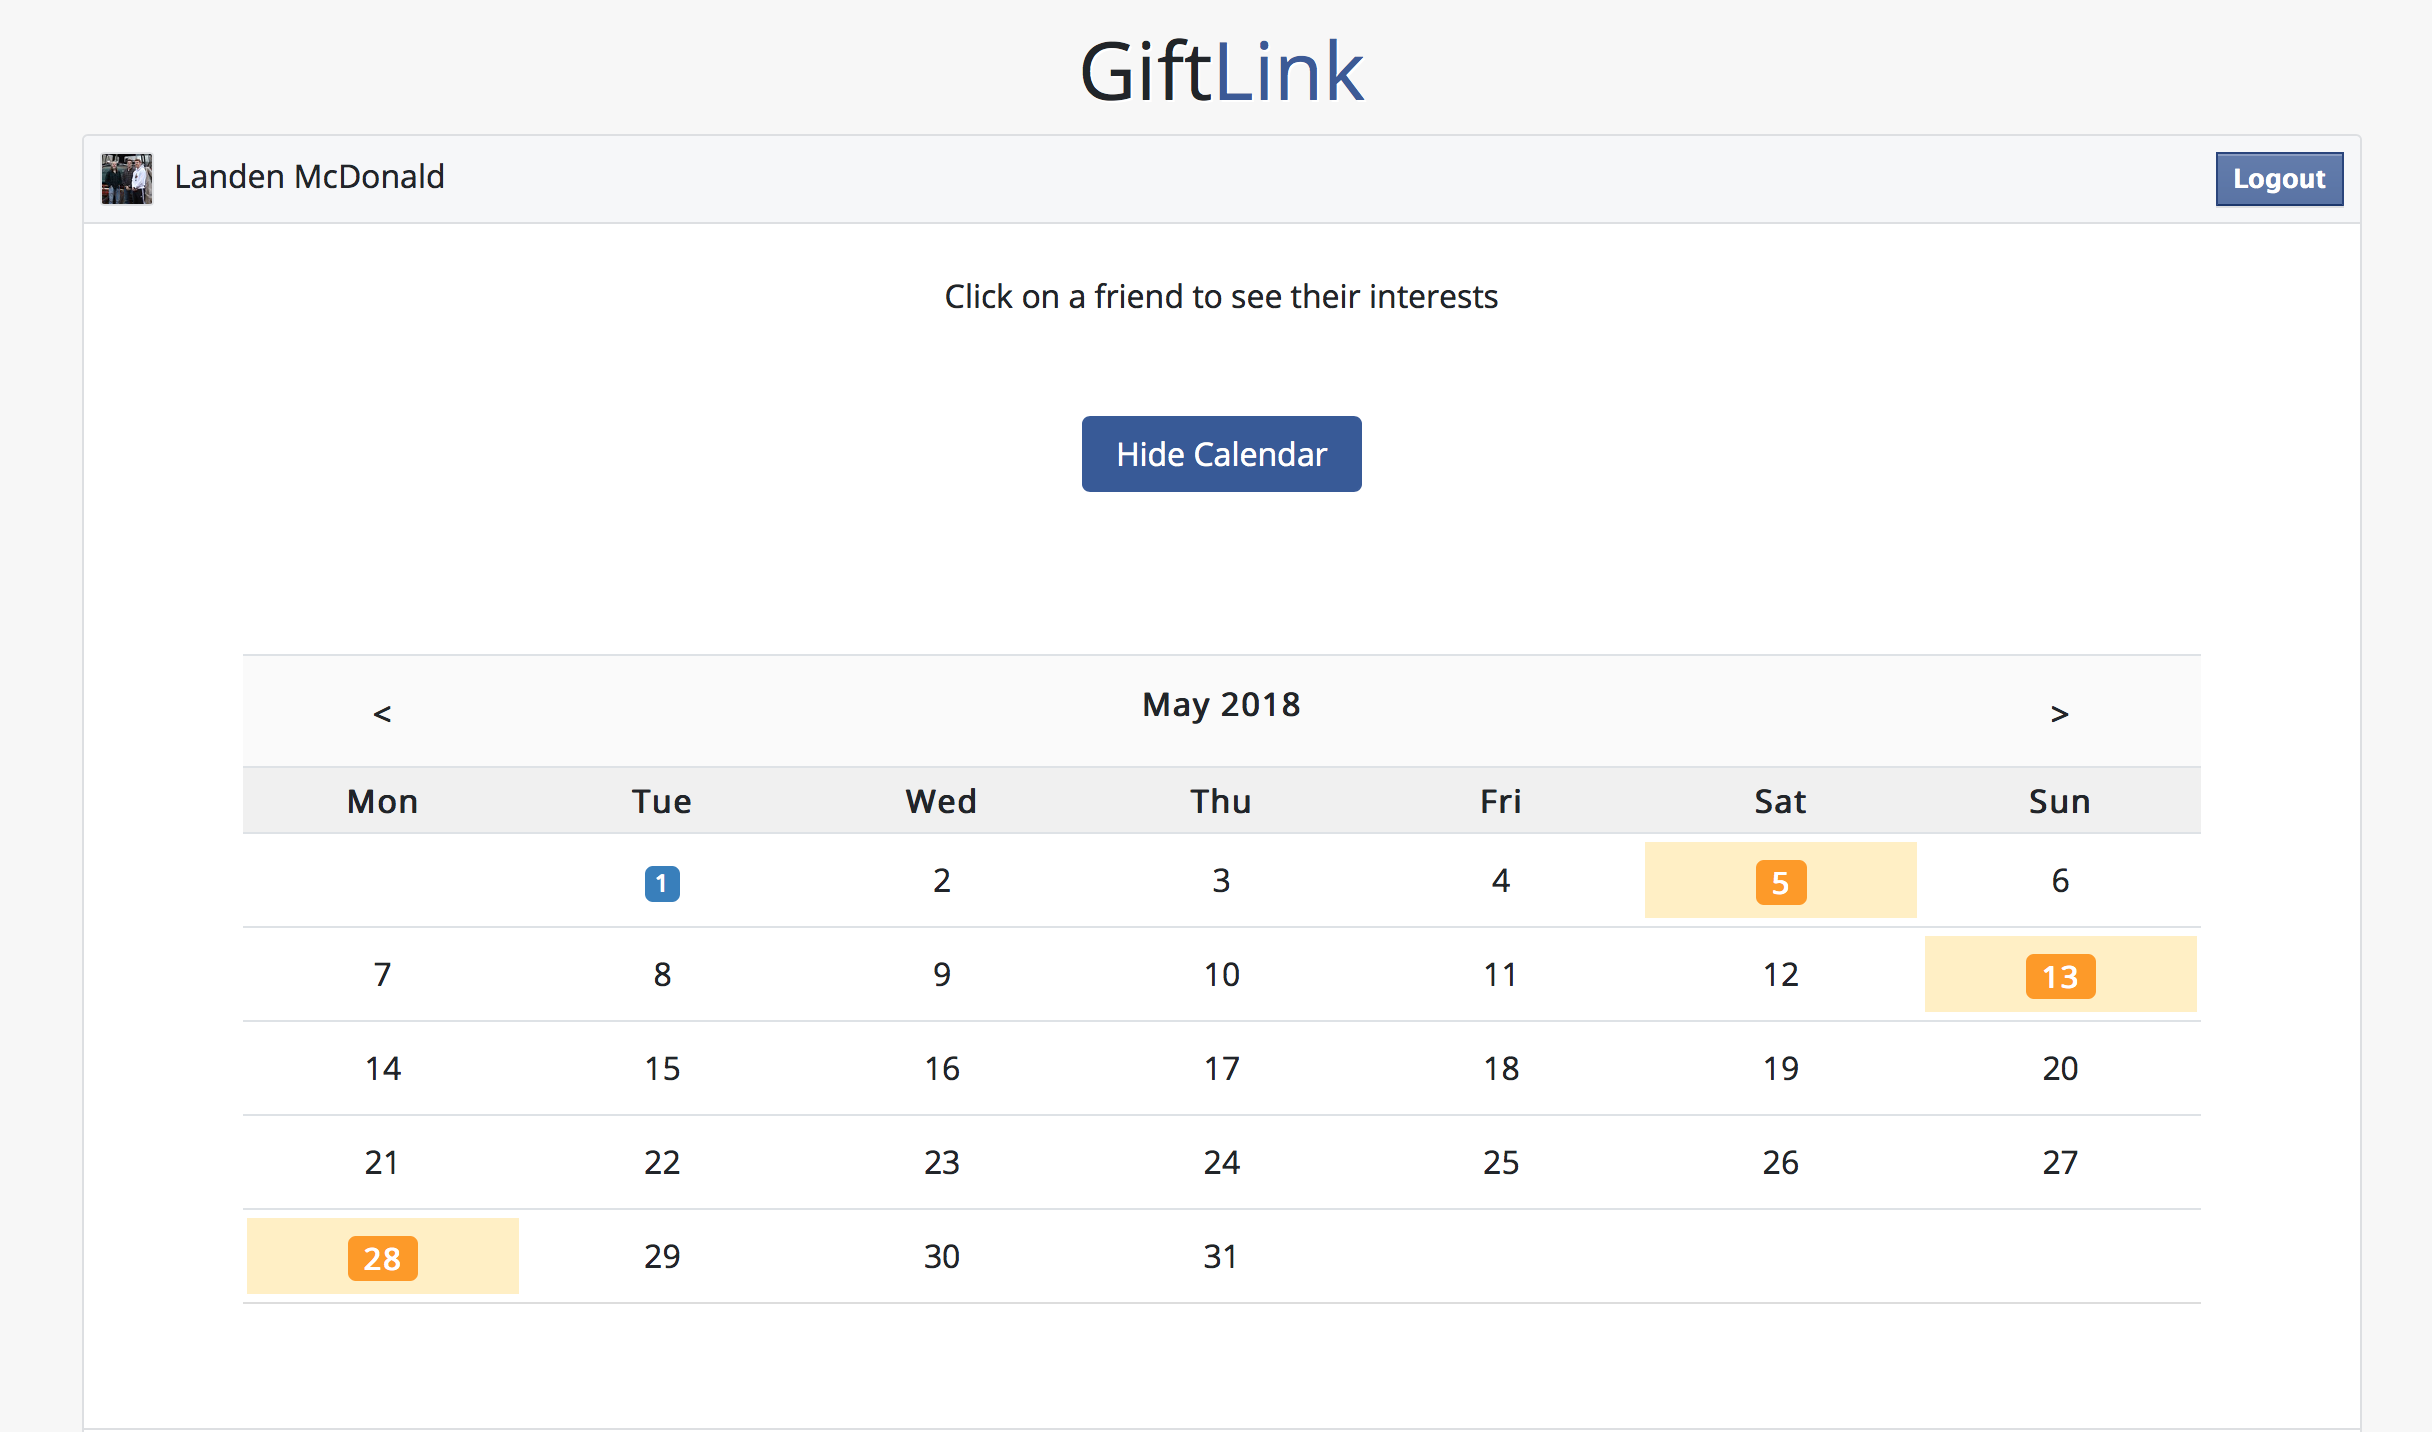 GiftLink
Landen McDonald
Logout
Click on a friend to see their interests
Hide Calendar
< May 2018 >
Mon Tue Wed Thu Fri Sat Sun
1 2 3 4 5 6
7 8 9 10 11 12 13
14 15 16 17 18 19 20
21 22 23 24 25 26 27
28 29 30 31